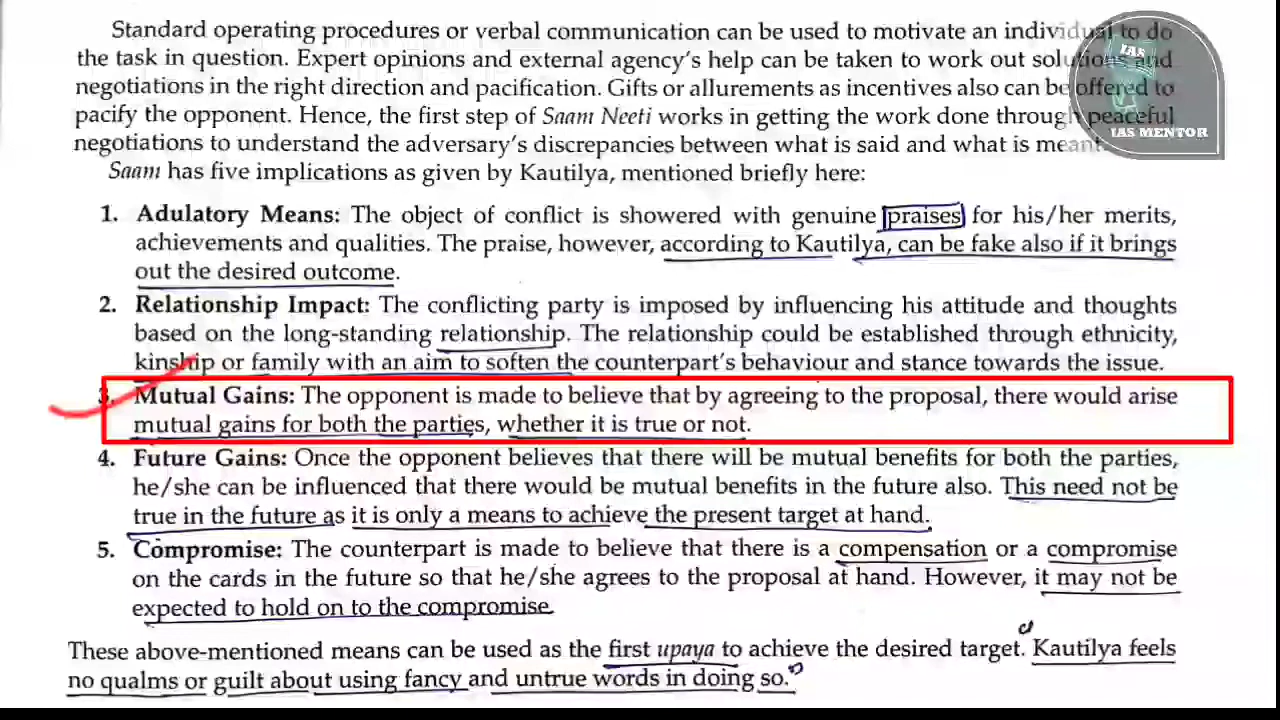 Standard operating procedures or verbal communication can be used to motivate an individual to do
the task in question. Expert opinions and external agency's help can be taken to work out solutions and
negotiations in the right direction and pacification. Gifts or allurements as incentives also can be offered to
pacify the opponent. Hence, the first step of Saam Neeti works in getting the work done through peaceful
negotiations to understand the adversary's discrepancies between what is said and what is meant.
Saam has five implications as given by Kautilya, mentioned briefly here:
1. Adulatory Means: The object of conflict is showered with genuine praises for his/her merits,
achievements and qualities. The praise, however, according to Kautilya, can be fake also if it brings
out the desired outcome.
2. Relationship Impact: The conflicting party is imposed by influencing his attitude and thoughts
based on the long-standing relationship. The relationship could be established through ethnicity,
kinship or family with an aim to soften the counterpart's behaviour and stance towards the issue.
3. Mutual Gains: The opponent is made to believe that by agreeing to the proposal, there would arise
mutual gains for both the parties, whether it is true or not.
4. Future Gains: Once the opponent believes that there will be mutual benefits for both the parties,
he/she can be influenced that there would be mutual benefits in the future also. This need not be
true in the future as it is only a means to achieve the present target at hand.
5. Compromise: The counterpart is made to believe that there is a compensation or a compromise
on the cards in the future so that he/she agrees to the proposal at hand. However, it may not be
expected to hold on to the compromise.
These above-mentioned means can be used as the first upaya to achieve the desired target. Kautilya feels
no qualms or guilt about using fancy and untrue words in doing so.
IAS
IAS MENTOR